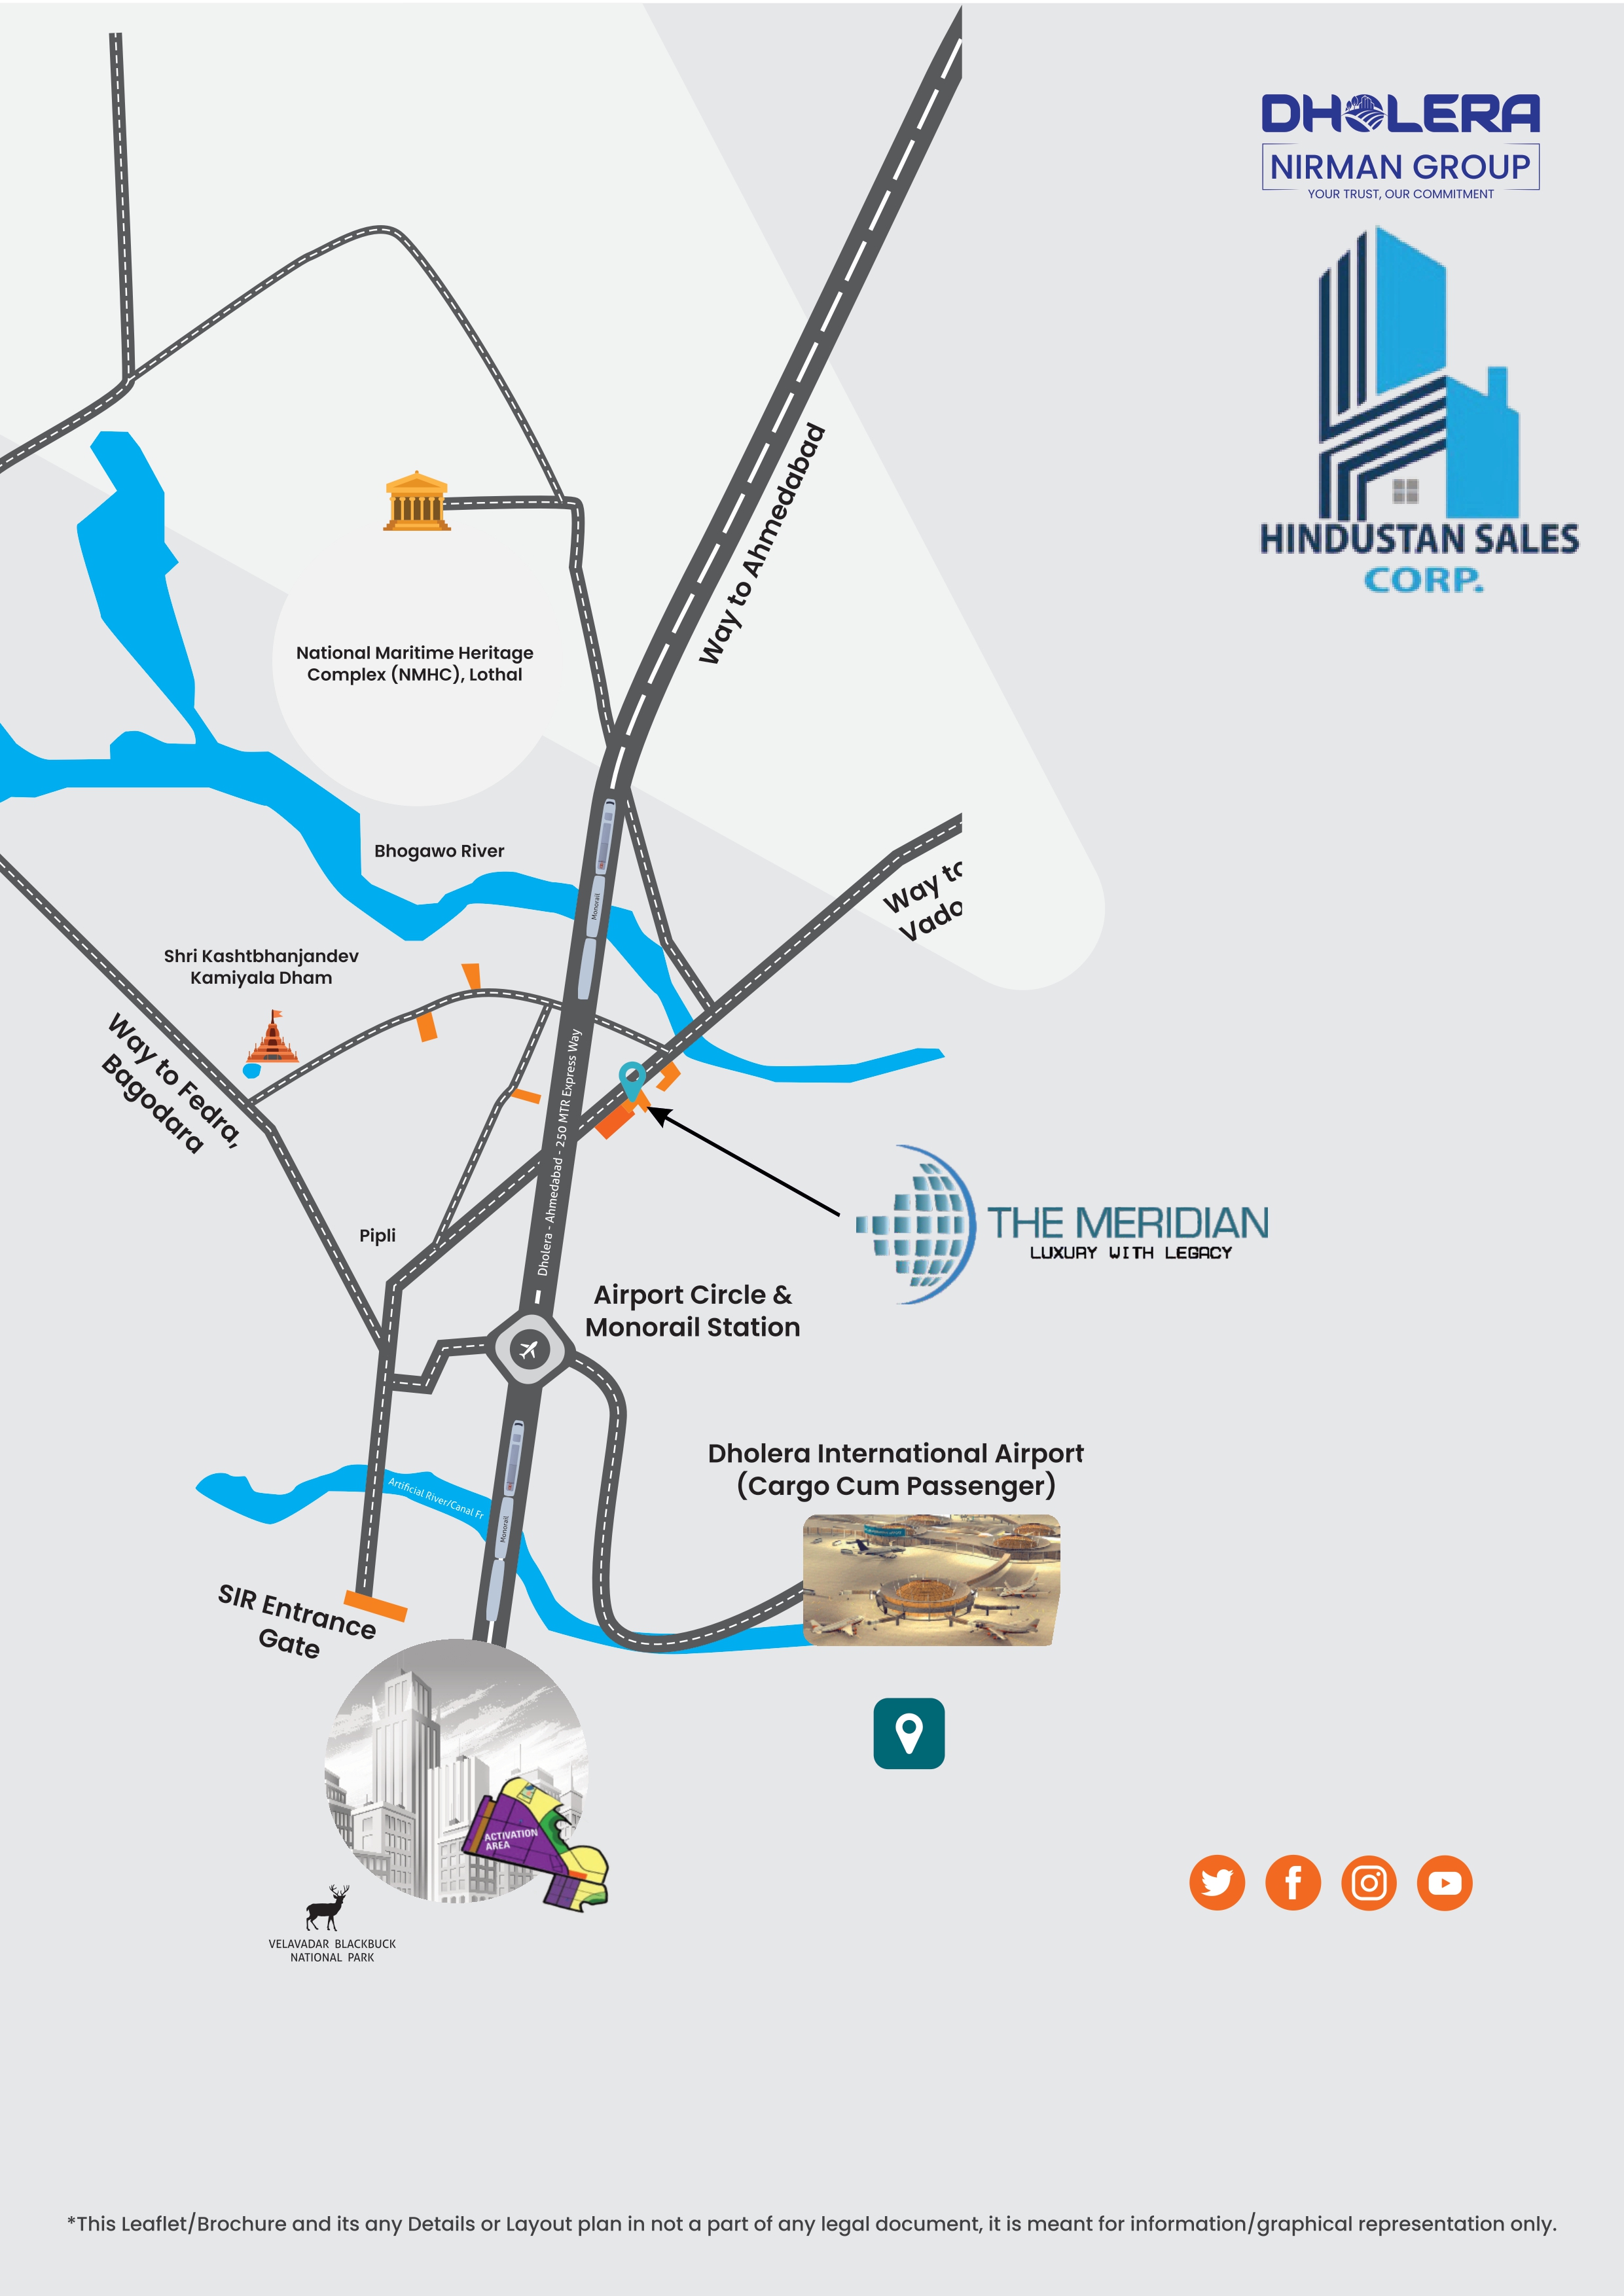 DHOLERA
NIRMAN GROUP
YOUR TRUST, OUR COMMITMENT
HINDUSTAN SALES
CORP.
Way to Ahmedabad
National Maritime Heritage
Complex (NMHC), Lothal
Bhogawo River
Monorail
Way to
Vado
Shri Kashtbhanjandev
Kamiyala Dham
Way to Fedra,
Bagodara
Dholera - Ahmedabad - 250 MTR Express Way
THE MERIDIAN
LUXURY WITH LEGACY
Pipli
Airport Circle &
Monorail Station
Dholera International Airport
(Cargo Cum Passenger)
Artificial River/Canal Fr
Monorail
SIR Entrance
Gate
ACTIVATION
AREA
VELAVADAR BLACKBUCK
NATIONAL PARK
*This Leaflet/Brochure and its any Details or Layout plan in not a part of any legal document, it is meant for information/graphical representation only.